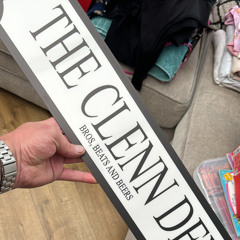 THE CLENN DE
BROS, BEATS AND BEERS